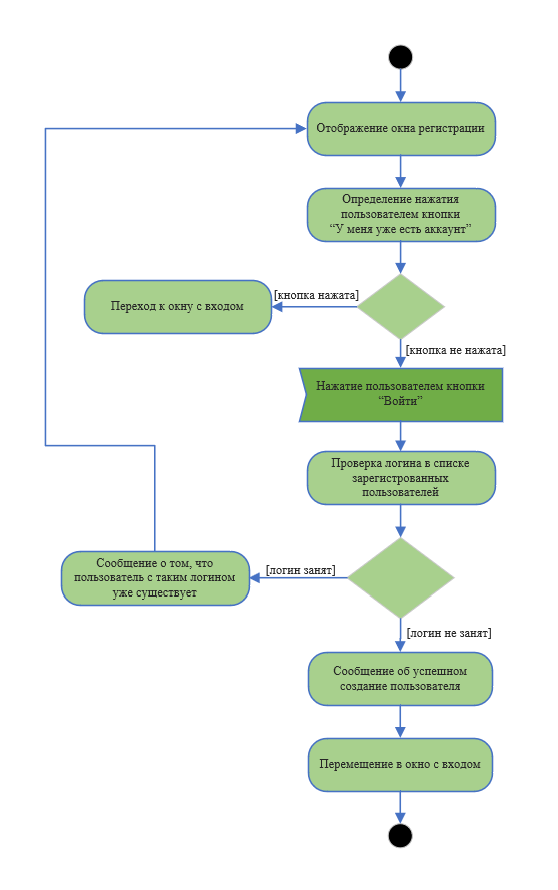 Отображение окна регистрации
Определение нажатия
пользователем кнопки
“У меня уже есть аккаунт”
[кнопка нажата]
Переход к окну с входом
[кнопка не нажата]
Нажатие пользователем кнопки
“Войти”
Проверка логина в списке
зарегистрованных
пользователей
[логин занят]
Сообщение о том, что
пользователь с таким логином
уже существует
[логин не занят]
Сообщение об успешном
создание пользователя
Перемещение в окно с входом